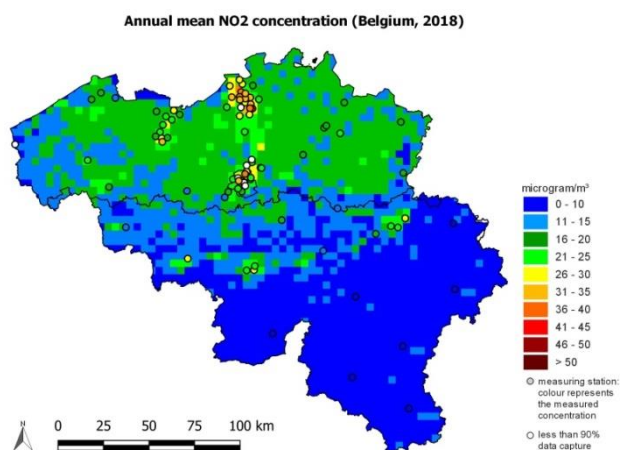 Annual mean NO2 concentration (Belgium, 2018)
microgram/m³
0 - 10
11 - 15
16 - 20
21 - 25
26 - 30
31 - 35
36 - 40
41 - 45
46 - 50
> 50
measuring station:
colour represents
the measured
concentration
less than 90%
data capture
N
0 25 50 75 100 km